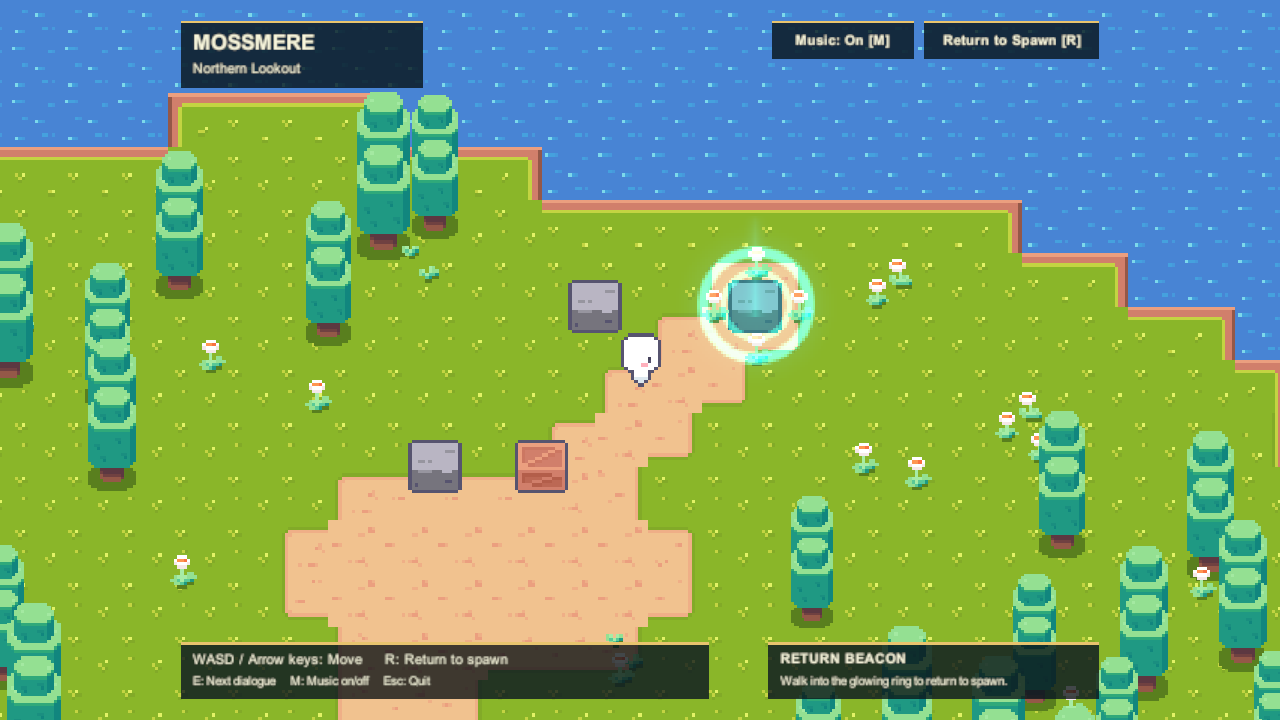 MOSSMERE
Northern Lookout
Music: On [M]
Return to Spawn [R]
WASD / Arrow keys: Move R: Return to spawn
E: Next dialogue M: Music on/off Esc: Quit
RETURN BEACON
Walk into the glowing ring to return to spawn.